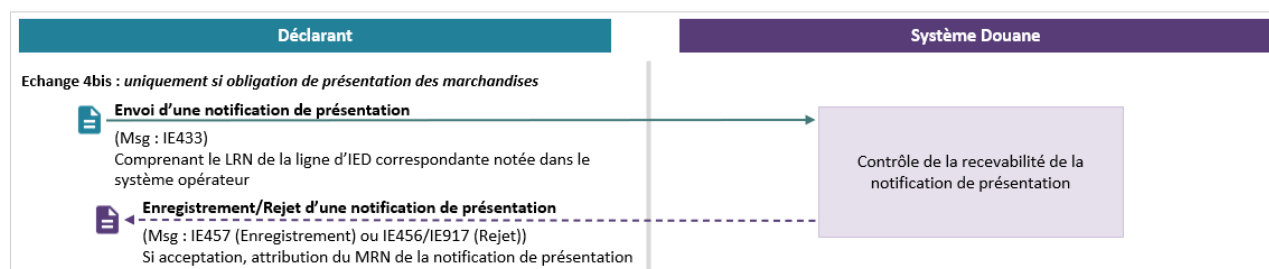 Déclarant
Système Douane
Echange 4bis : uniquement si obligation de présentation des marchandises
Envoi d’une notification de présentation
(Msg : IE433)
Comprenant le LRN de la ligne d’IED correspondante notée dans le
système opérateur
Contrôle de la recevabilité de la
notification de présentation
Enregistrement/Rejet d’une notification de présentation
(Msg : IE457 (Enregistrement) ou IE456/IE917 (Rejet))
Si acceptation, attribution du MRN de la notification de présentation